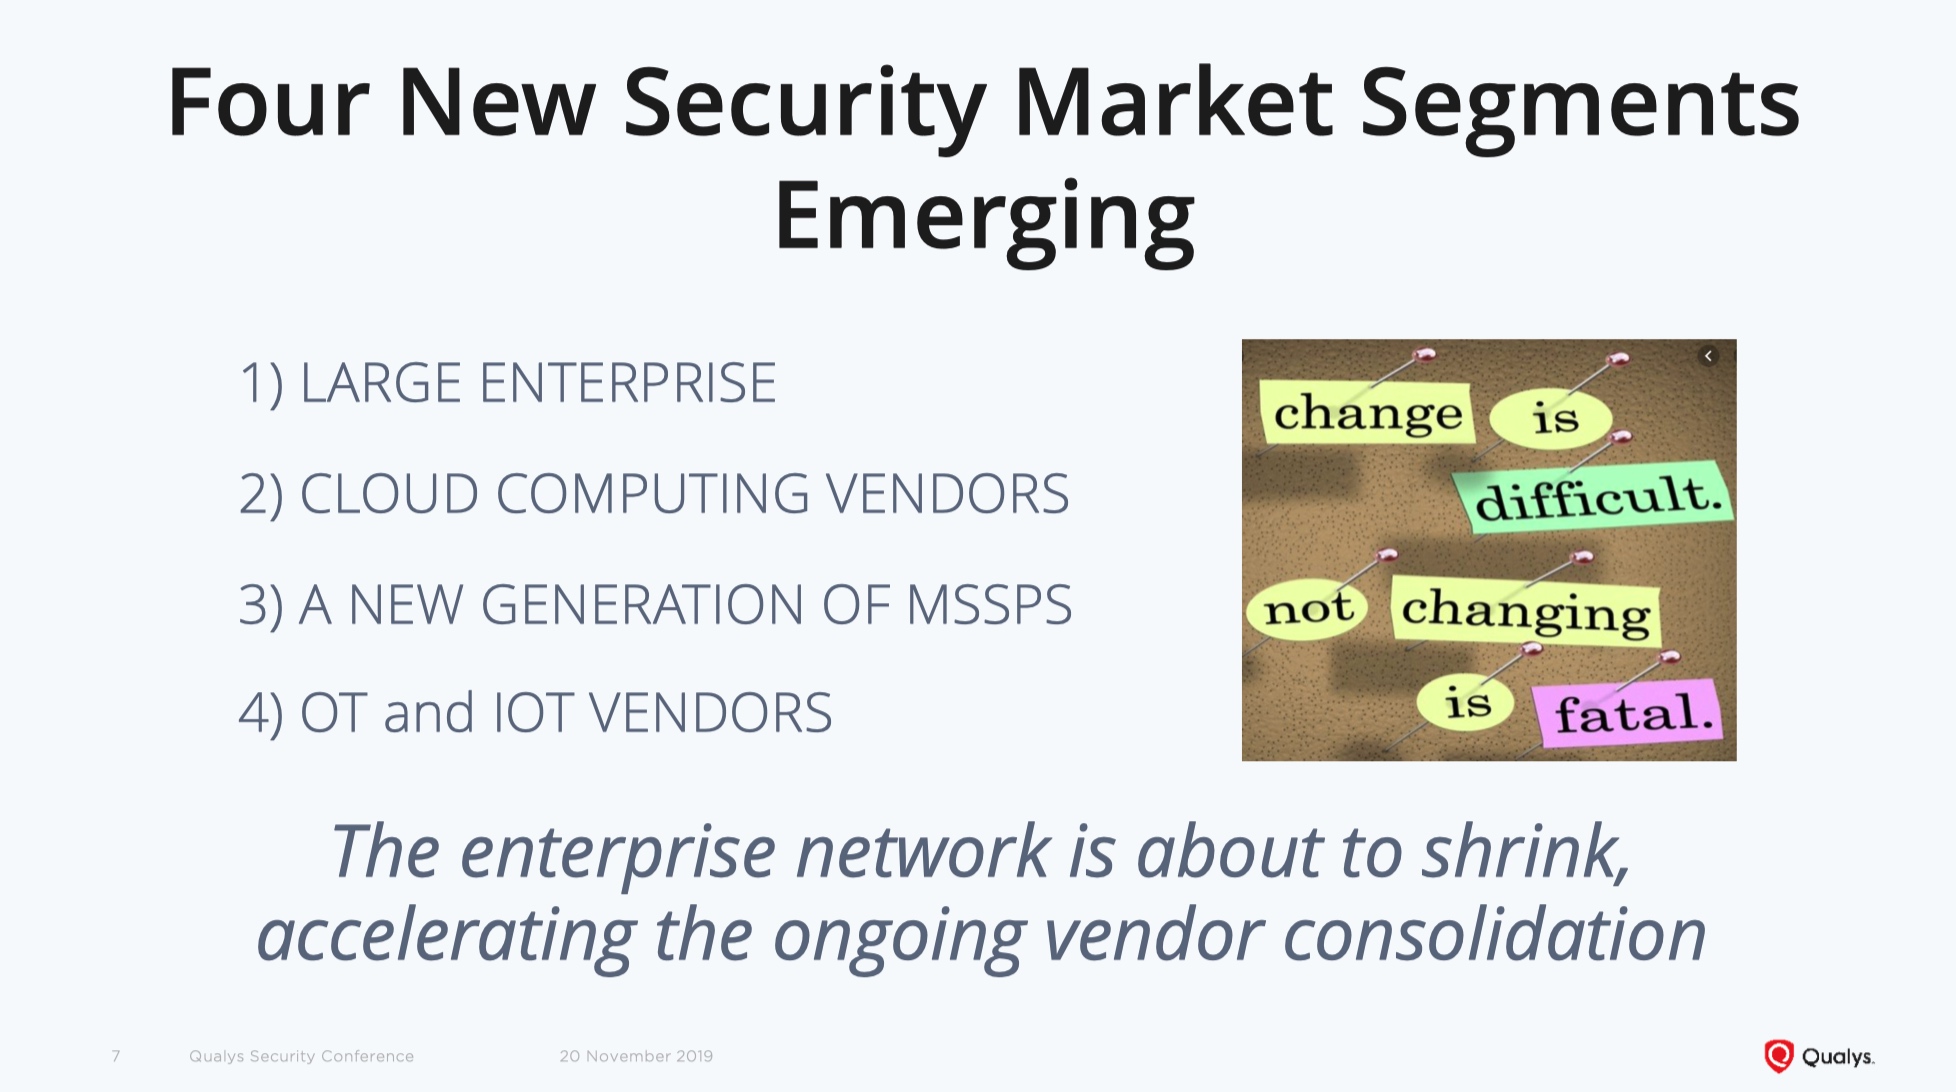 Four New Security Market Segments
Emerging
1) LARGE ENTERPRISE
2) CLOUD COMPUTING VENDORS
3) A NEW GENERATION OF MSSPS
4) OT and IOT VENDORS
change is
difficult.
not changing
is fatal.
The enterprise network is about to shrink,
accelerating the ongoing vendor consolidation
7 Qualys Security Conference 20 November 2019
Qualys.